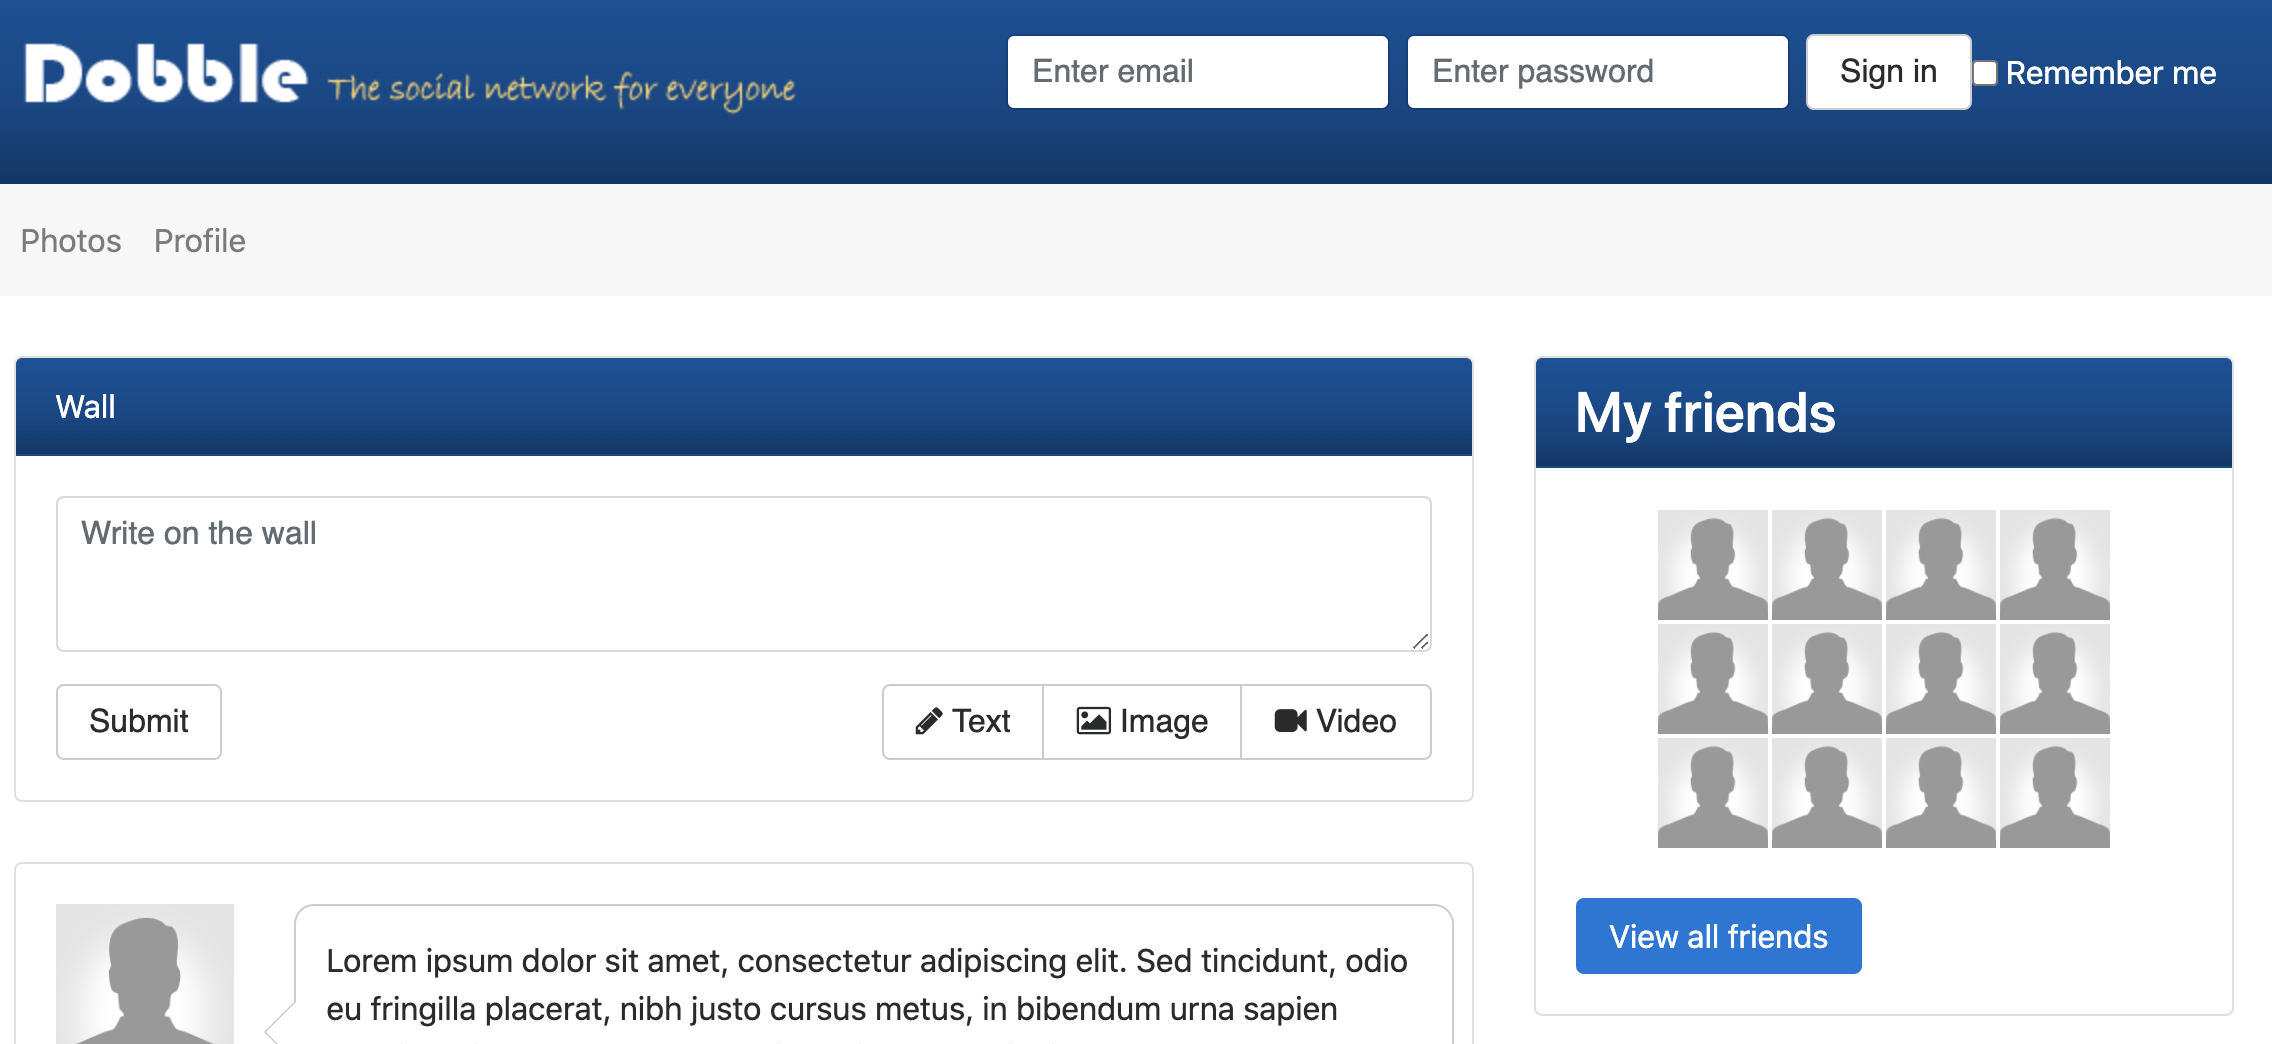 Dobble The social network for everyone
Enter email
Enter password
Sign in
Remember me
Photos
Profile
Wall
Write on the wall
Submit
Text
Image
Video
Lorem ipsum dolor sit amet, consectetur adipiscing elit. Sed tincidunt, odio
eu fringilla placerat, nibh justo cursus metus, in bibendum urna sapien
My friends
View all friends